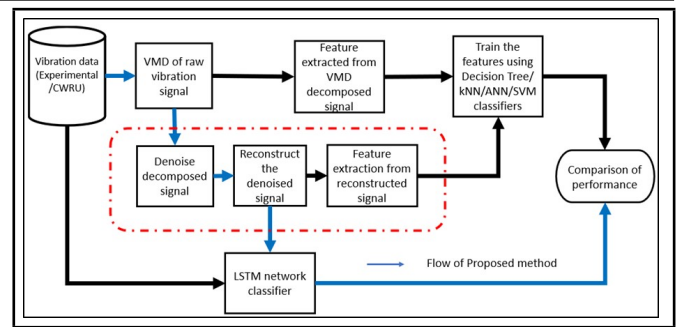 Vibration data
(Experimental
/CWRU)
VMD of raw
vibration
signal
Feature
extracted from
VMD
decomposed
signal
Train the
features using
Decision Tree/
kNN/ANN/SVM
classifiers
Denoise
decomposed
signal
Reconstruct
the
denoised
signal
Feature
extraction from
reconstructed
signal
Comparison of
performance
LSTM network
classifier
Flow of Proposed method